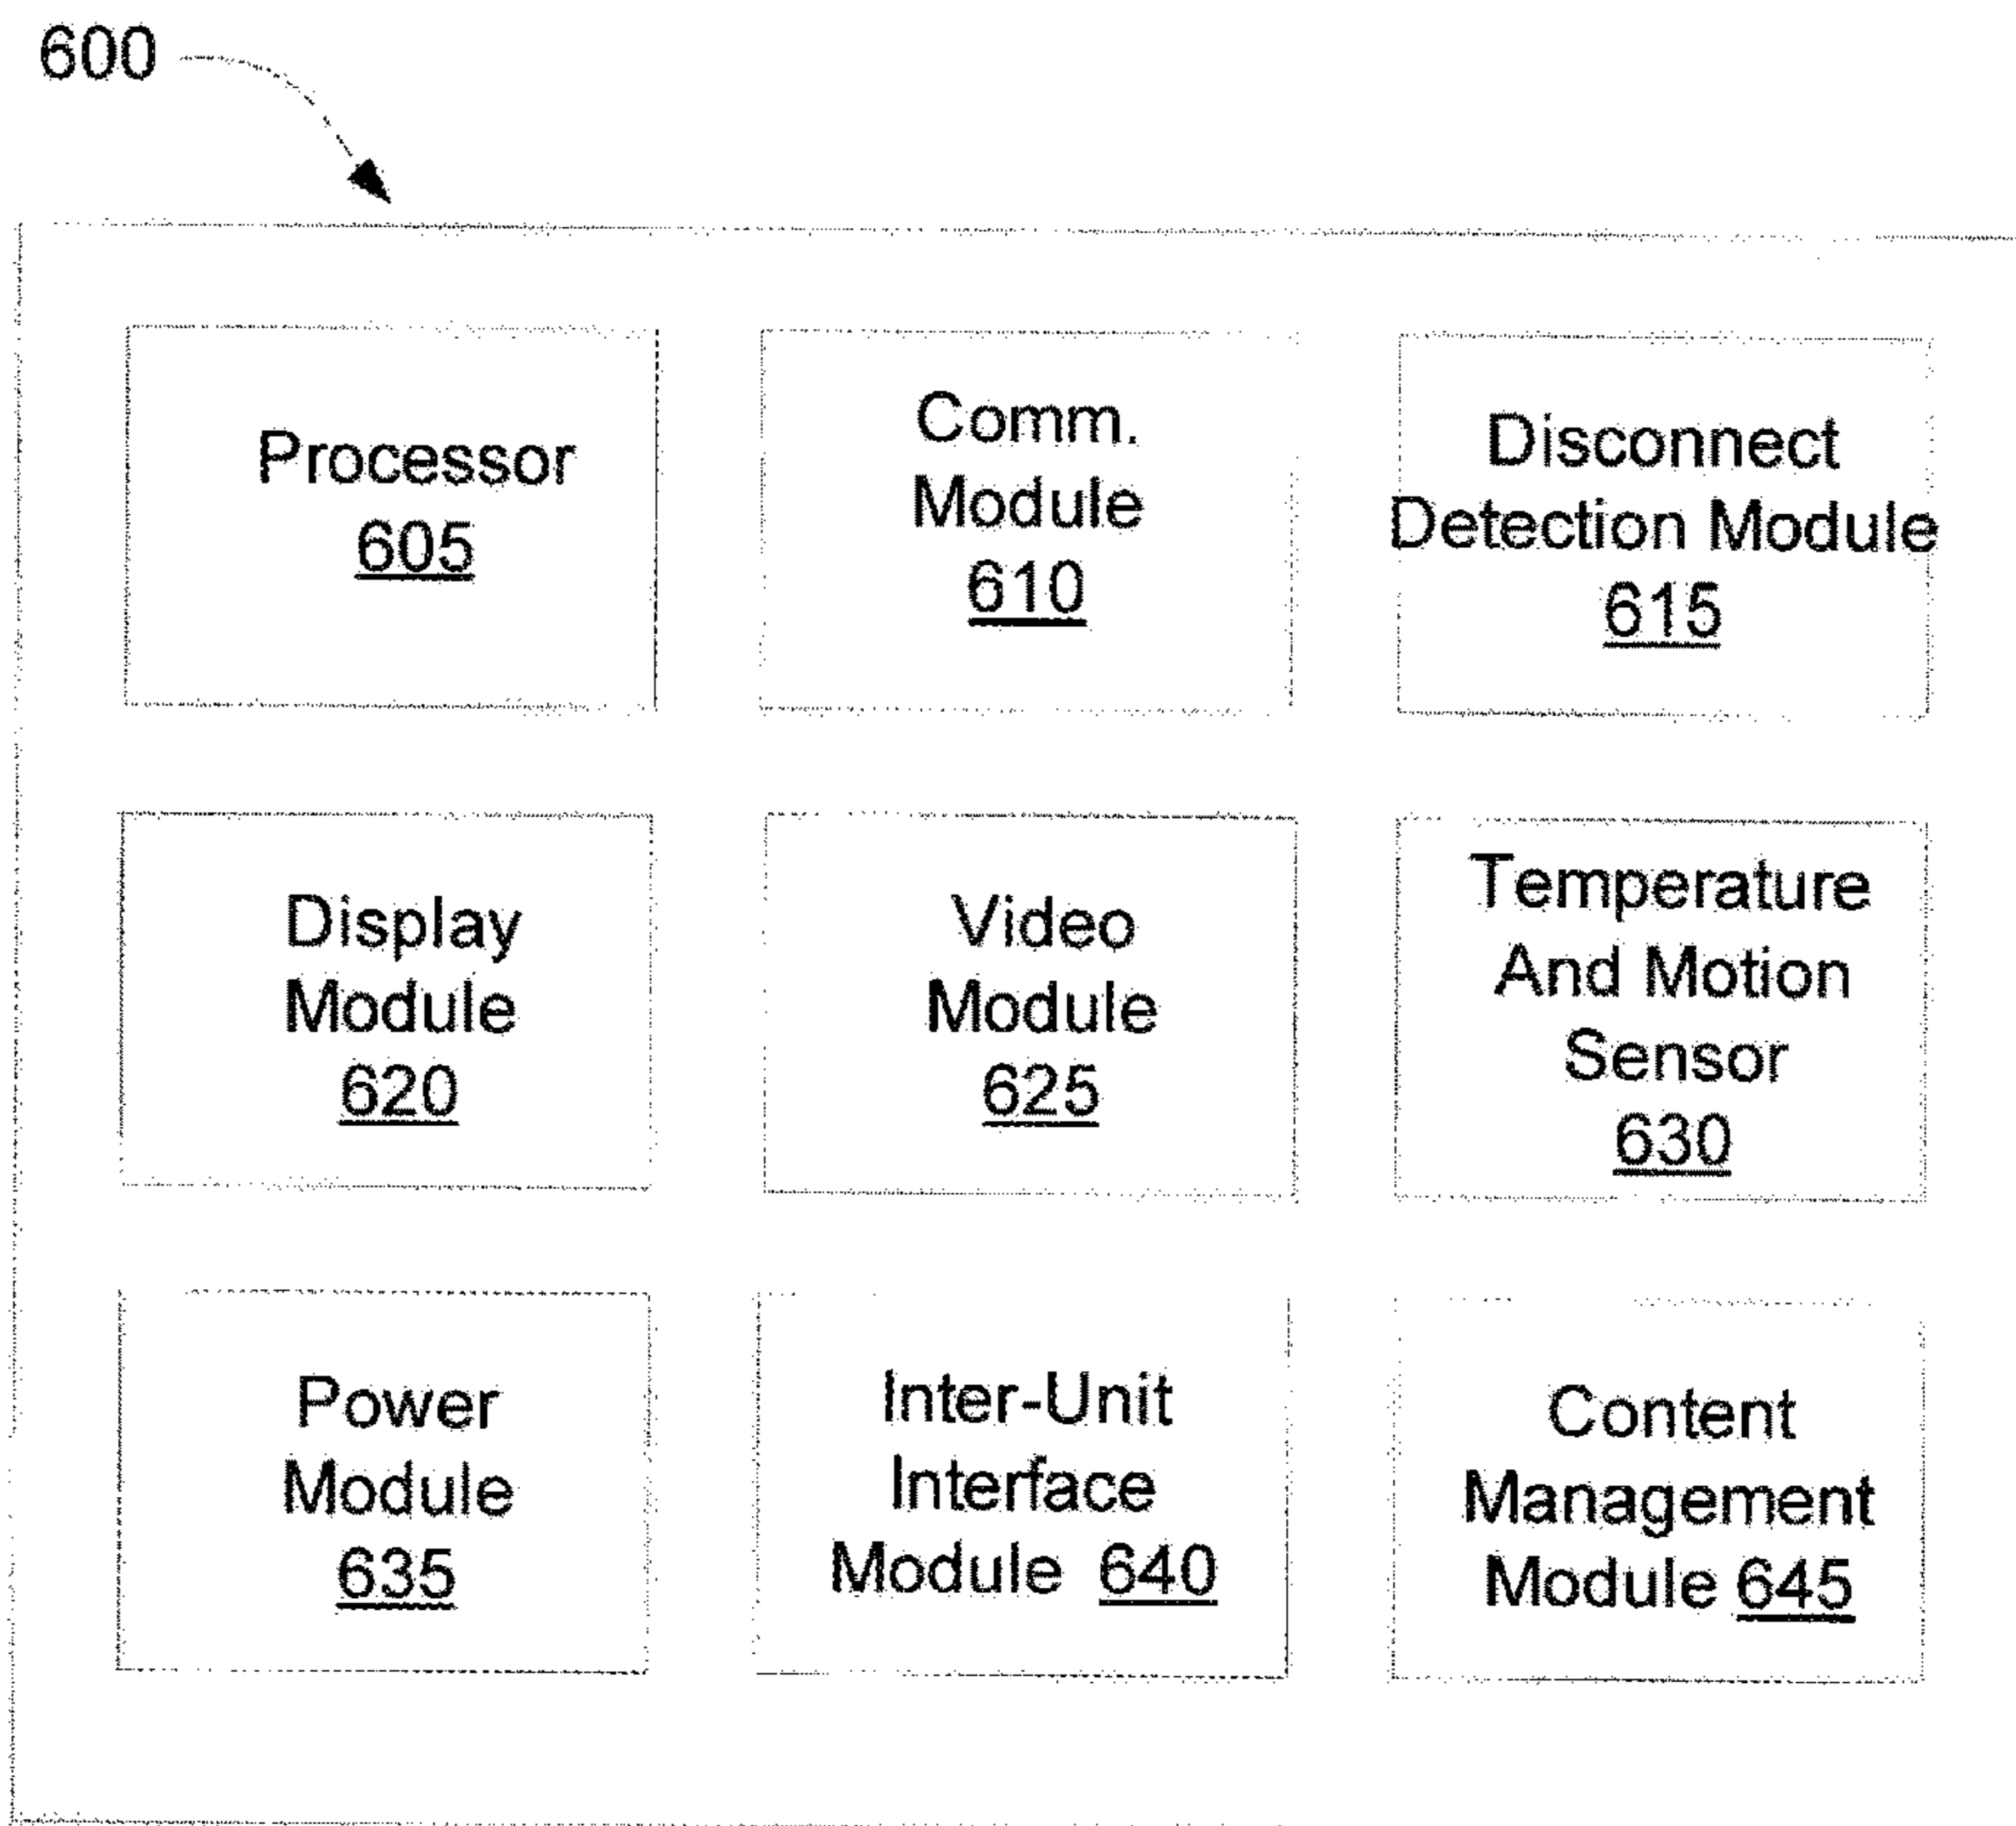 600
Processor
605
Comm.
Module
610
Disconnect
Detection Module
615
Display
Module
620
Video
Module
625
Temperature
And Motion
Sensor
630
Power
Module
635
Inter-Unit
Interface
Module 640
Content
Management
Module 645